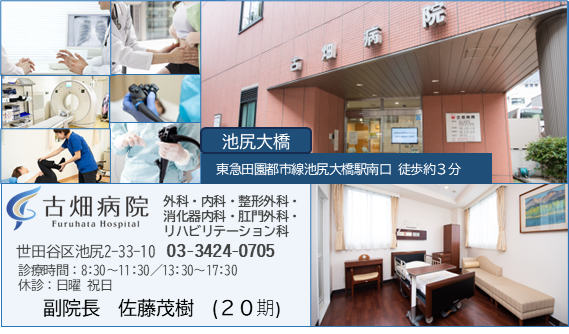 古畑病院
池尻大橋
東急田園都市線池尻大橋駅南口 徒歩約3分
古畑病院
Furuhata Hospital
外科・内科・整形外科・
消化器内科・肛門外科・
リハビリテーション科
世田谷区池尻2-33-10 03-3424-0705
診療時間：8:30～11:30／13:30～17:30
休診：日曜 祝日
副院長 佐藤茂樹 （２０期）